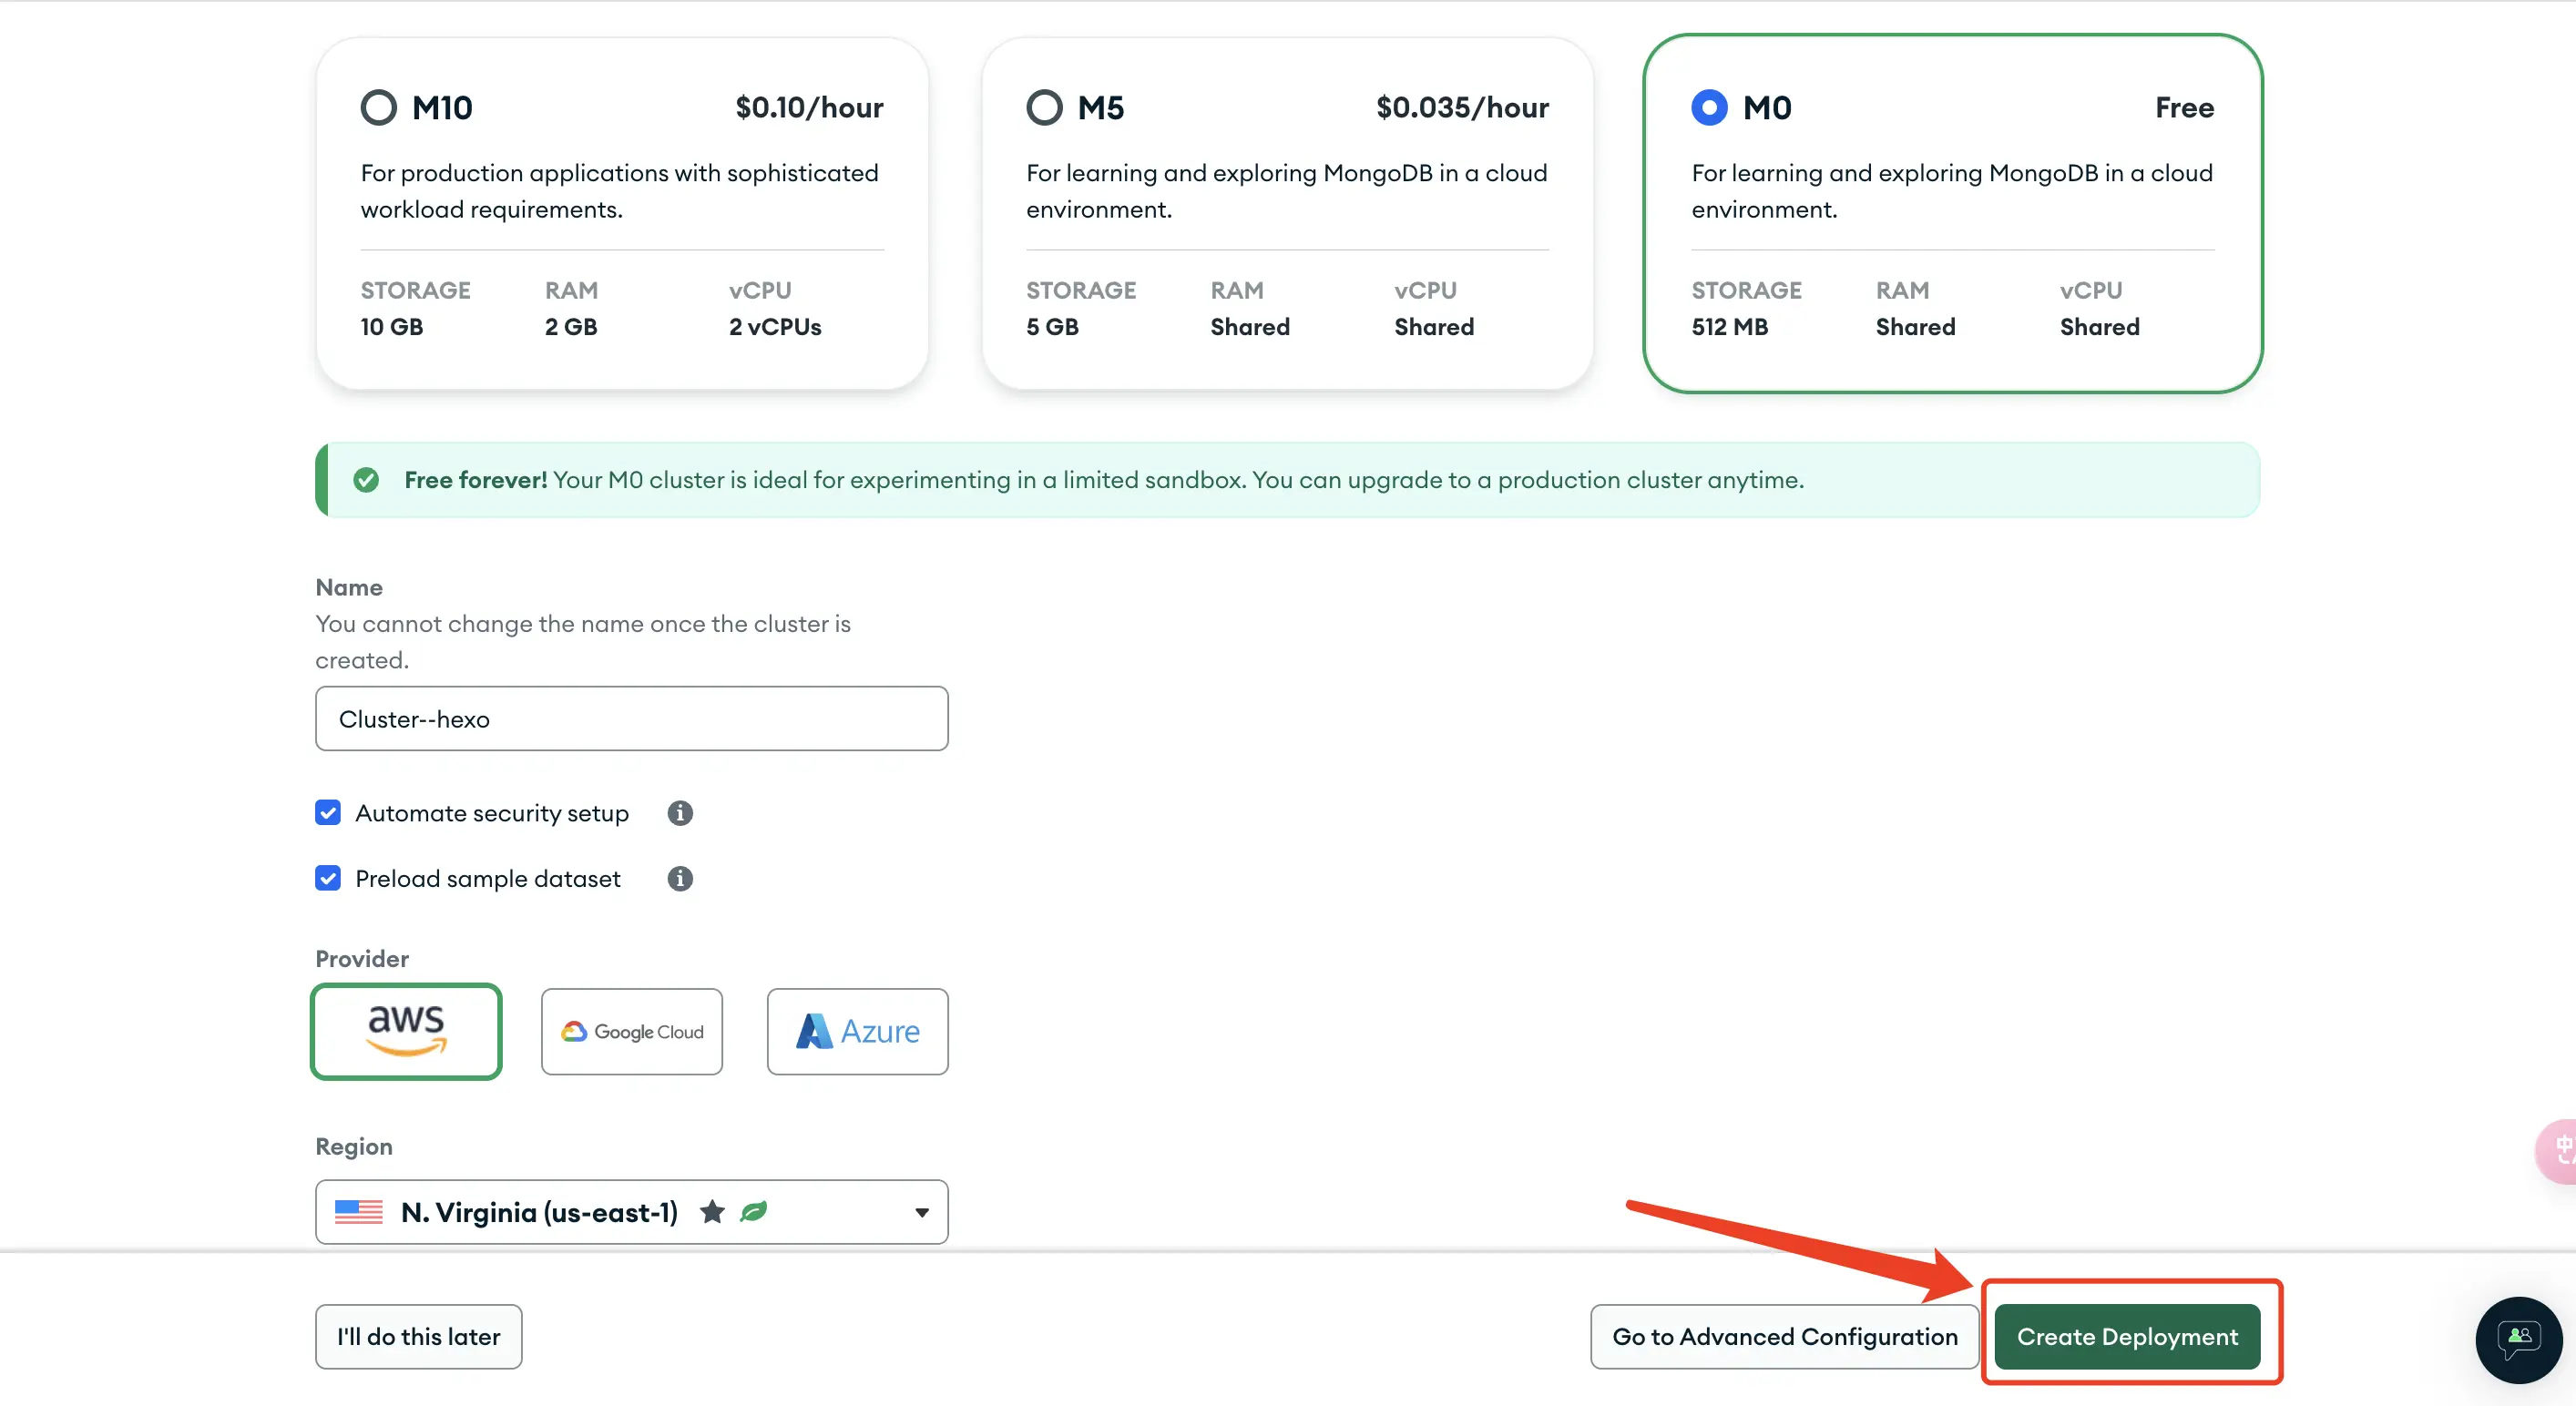 M10 $0.10/hour
For production applications with sophisticated
workload requirements.
STORAGE RAM vCPU
10 GB 2 GB 2 vCPUs
M5 $0.035/hour
For learning and exploring MongoDB in a cloud
environment.
STORAGE RAM vCPU
5 GB Shared Shared
M0 Free
For learning and exploring MongoDB in a cloud
environment.
STORAGE RAM vCPU
512 MB Shared Shared
Free forever! Your M0 cluster is ideal for experimenting in a limited sandbox. You can upgrade to a production cluster anytime.
Name
You cannot change the name once the cluster is
created.
Cluster--hexo
Automate security setup
Preload sample dataset
Provider
aws
Google Cloud
Azure
Region
N. Virginia (us-east-1)
I'll do this later
Go to Advanced Configuration
Create Deployment